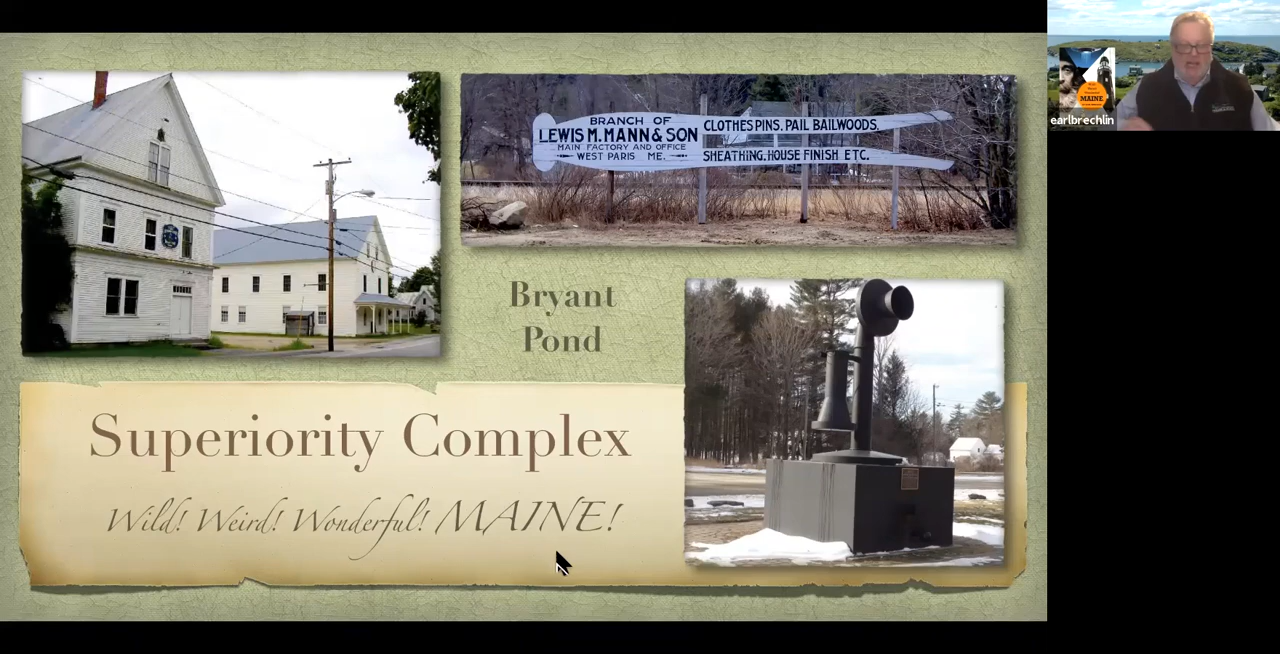 BRANCH OF
LEWIS M. MANN & SON
MAIN FACTORY AND OFFICE
WEST PARIS ME.
CLOTHES PINS, PAIL BAILWOODS,
SHEATHING, HOUSE FINISH ETC.
Bryant
Pond
Superiority Complex
Wild! Weird! Wonderful! MAINE!
MAINE
earlbrechlin